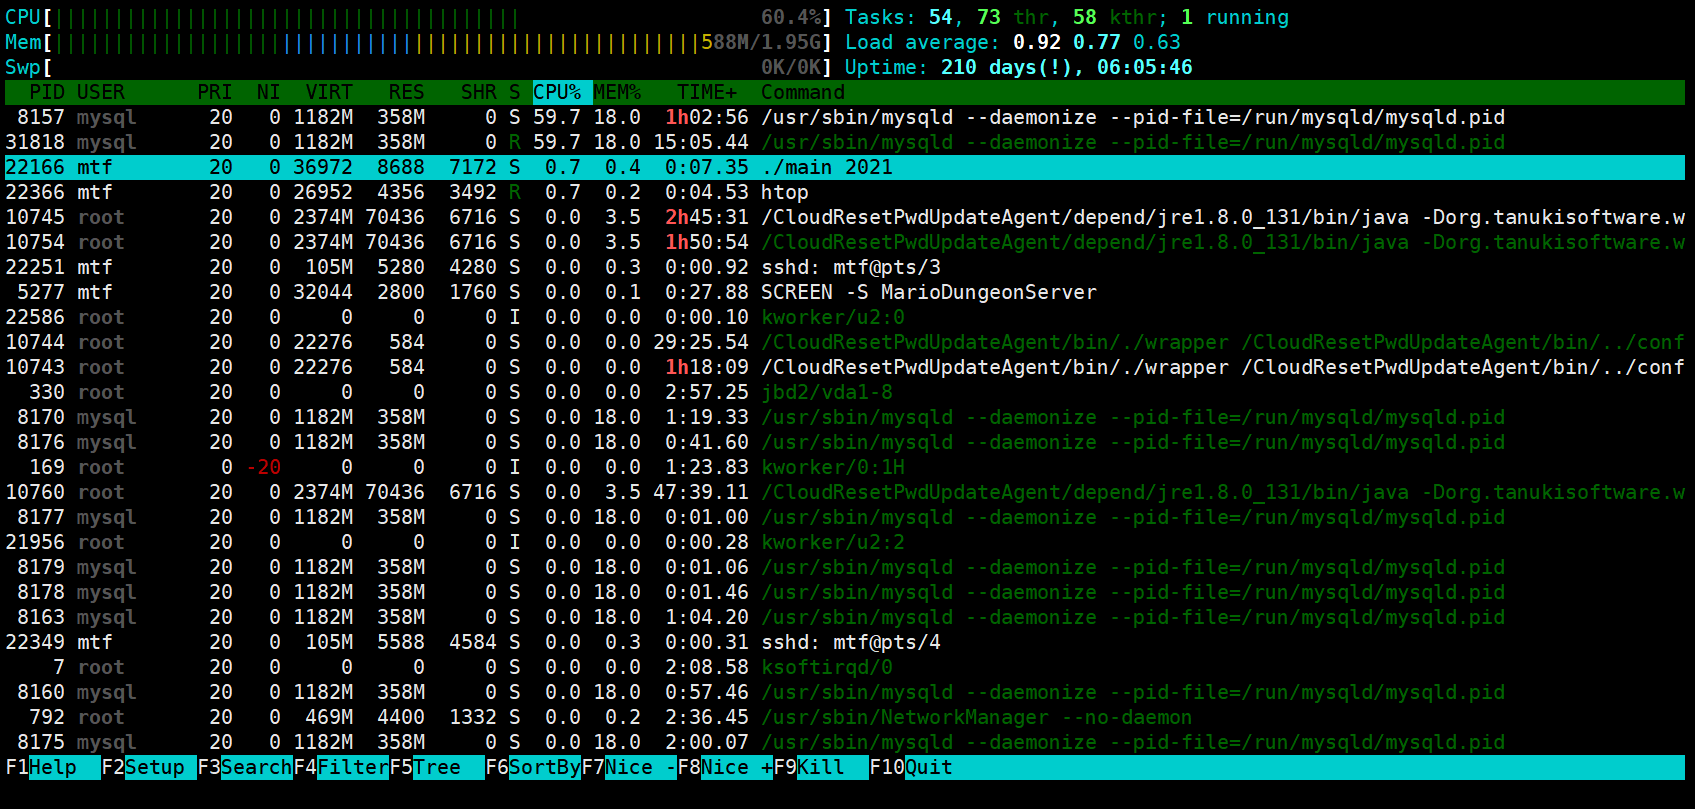 CPU[||||||||||||||||||||||||||||||||||||||| 60.4%] Tasks: 54, 73 thr, 58 kthr; 1 running
Mem[||||||||||||||||||||||||||||||||||||||||||||||||||||||588M/1.95G] Load average: 0.92 0.77 0.63
Swp[ 0K/0K] Uptime: 210 days(!), 06:05:46
PID USER PRI NI VIRT RES SHR S CPU% MEM% TIME+ Command
8157 mysql 20 0 1182M 358M 0 S 59.7 18.0 1h02:56 /usr/sbin/mysqld --daemonize --pid-file=/run/mysqld/mysqld.pid
31818 mysql 20 0 1182M 358M 0 R 59.7 18.0 15:05.44 /usr/sbin/mysqld --daemonize --pid-file=/run/mysqld/mysqld.pid
22166 mtf 20 0 36972 8688 7172 S 0.7 0.4 0:07.35 ./main 2021
22366 mtf 20 0 26952 4356 3492 R 0.7 0.2 0:04.53 htop
10745 root 20 0 2374M 70436 6716 S 0.0 3.5 2h45:31 /CloudResetPwdUpdateAgent/depend/jre1.8.0_131/bin/java -Dorg.tanukisoftware.w
10754 root 20 0 2374M 70436 6716 S 0.0 3.5 1h50:54 /CloudResetPwdUpdateAgent/depend/jre1.8.0_131/bin/java -Dorg.tanukisoftware.w
22251 mtf 20 0 105M 5280 4280 S 0.0 0.3 0:00.92 sshd: mtf@pts/3
5277 mtf 20 0 32044 2800 1760 S 0.0 0.1 0:27.88 SCREEN -S MarioDungeonServer
22586 root 20 0 0 0 0 I 0.0 0.0 0:00.10 kworker/u2:0
10744 root 20 0 22276 584 0 S 0.0 0.0 29:25.54 /CloudResetPwdUpdateAgent/bin/./wrapper /CloudResetPwdUpdateAgent/bin/../conf
10743 root 20 0 22276 584 0 S 0.0 0.0 1h18:09 /CloudResetPwdUpdateAgent/bin/./wrapper /CloudResetPwdUpdateAgent/bin/../conf
330 root 20 0 0 0 0 S 0.0 0.0 2:57.25 jbd2/vda1-8
8170 mysql 20 0 1182M 358M 0 S 0.0 18.0 1:19.33 /usr/sbin/mysqld --daemonize --pid-file=/run/mysqld/mysqld.pid
8176 mysql 20 0 1182M 358M 0 S 0.0 18.0 0:41.60 /usr/sbin/mysqld --daemonize --pid-file=/run/mysqld/mysqld.pid
169 root 0 -20 0 0 0 I 0.0 0.0 1:23.83 kworker/0:1H
10760 root 20 0 2374M 70436 6716 S 0.0 3.5 47:39.11 /CloudResetPwdUpdateAgent/depend/jre1.8.0_131/bin/java -Dorg.tanukisoftware.w
8177 mysql 20 0 1182M 358M 0 S 0.0 18.0 0:01.00 /usr/sbin/mysqld --daemonize --pid-file=/run/mysqld/mysqld.pid
21956 root 20 0 0 0 0 I 0.0 0.0 0:00.28 kworker/u2:2
8179 mysql 20 0 1182M 358M 0 S 0.0 18.0 0:01.06 /usr/sbin/mysqld --daemonize --pid-file=/run/mysqld/mysqld.pid
8178 mysql 20 0 1182M 358M 0 S 0.0 18.0 0:01.46 /usr/sbin/mysqld --daemonize --pid-file=/run/mysqld/mysqld.pid
8163 mysql 20 0 1182M 358M 0 S 0.0 18.0 1:04.20 /usr/sbin/mysqld --daemonize --pid-file=/run/mysqld/mysqld.pid
22349 mtf 20 0 105M 5588 4584 S 0.0 0.3 0:00.31 sshd: mtf@pts/4
7 root 20 0 0 0 0 S 0.0 0.0 2:08.58 ksoftirqd/0
8160 mysql 20 0 1182M 358M 0 S 0.0 18.0 0:57.46 /usr/sbin/mysqld --daemonize --pid-file=/run/mysqld/mysqld.pid
792 root 20 0 469M 4400 1332 S 0.0 0.2 2:36.45 /usr/sbin/NetworkManager --no-daemon
8175 mysql 20 0 1182M 358M 0 S 0.0 18.0 2:00.07 /usr/sbin/mysqld --daemonize --pid-file=/run/mysqld/mysqld.pid
F1Help F2Setup F3SearchF4FilterF5Tree F6SortByF7Nice -F8Nice +F9Kill F10Quit